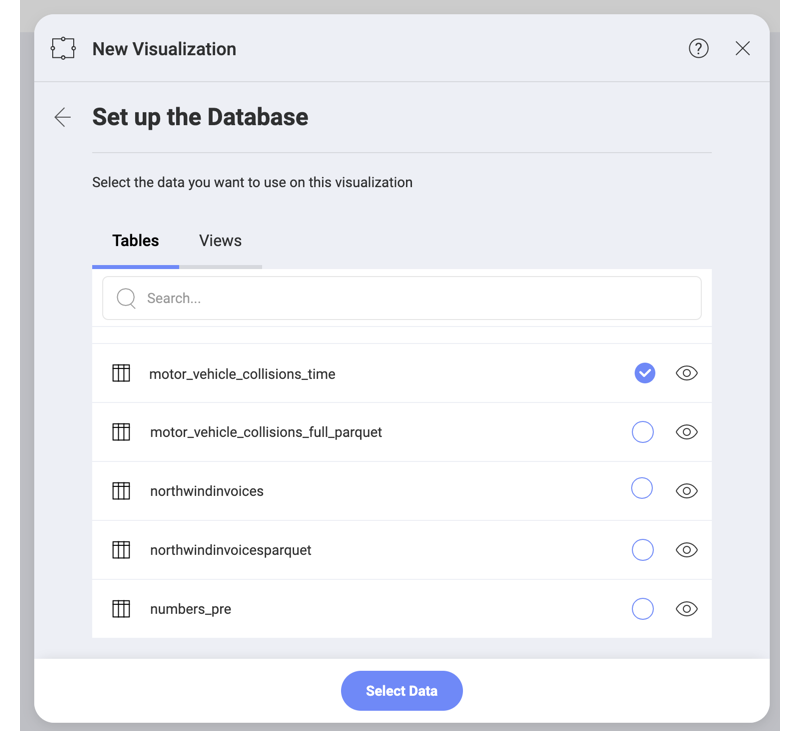 New Visualization
?
Set up the Database
Select the data you want to use on this visualization
Tables Views
Search...
motor_vehicle_collisions_time
motor_vehicle_collisions_full_parquet
northwindinvoices
northwindinvoicesparquet
numbers_pre
Select Data